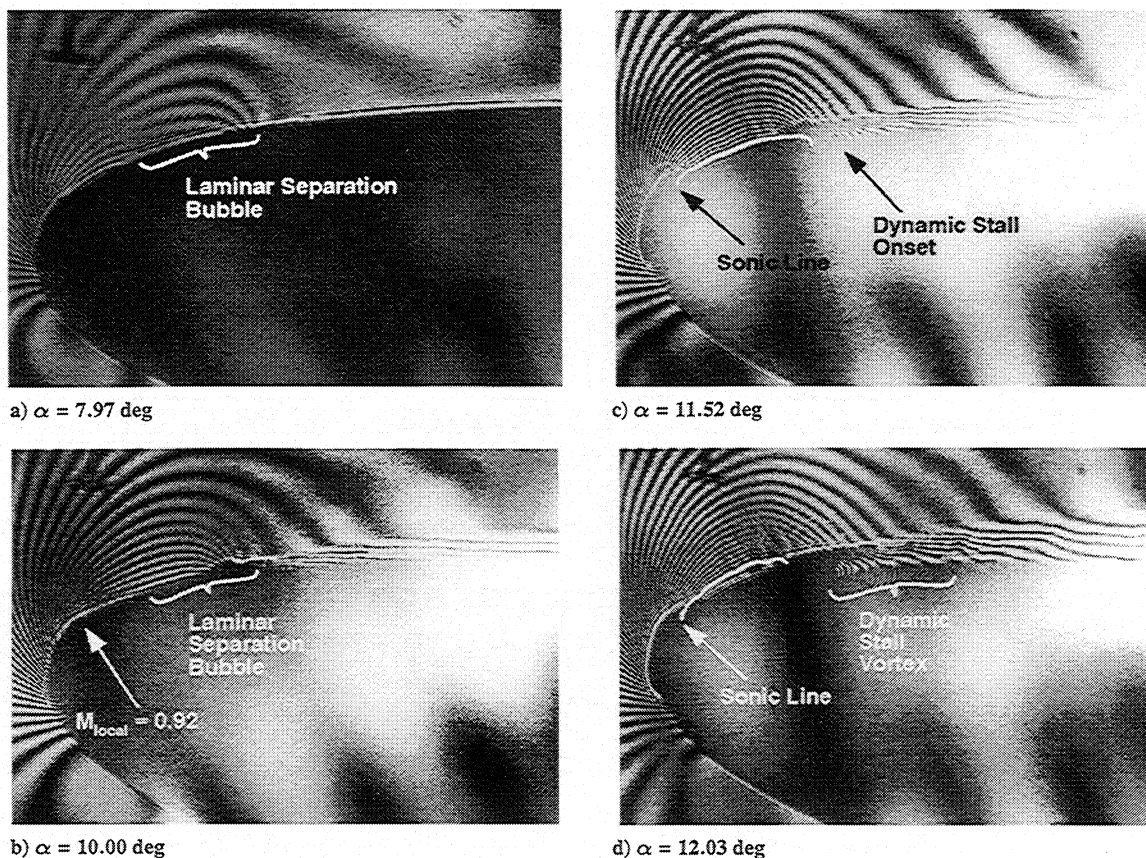 Laminar Separation
Bubble
a) α = 7.97 deg
Dynamic Stall
Onset
Sonic Line
c) α = 11.52 deg
Laminar
Separation
Bubble
M_local = 0.92
b) α = 10.00 deg
Dynamic
Stall
Vortex
Sonic Line
d) α = 12.03 deg